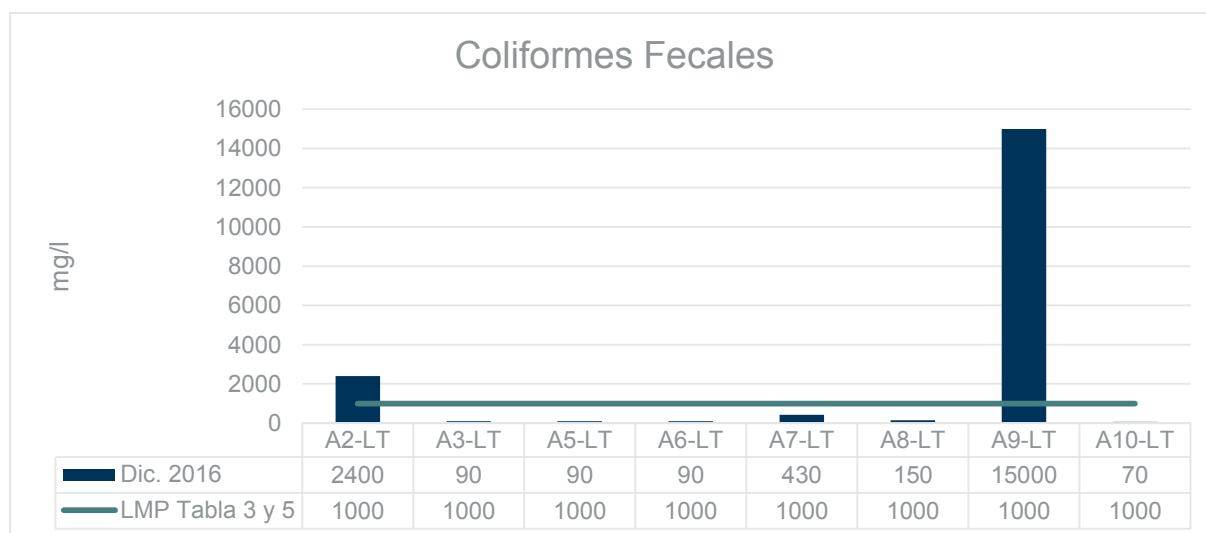 Coliformes Fecales
mg/l
16000
14000
12000
10000
8000
6000
4000
2000
0
A2-LT A3-LT A5-LT A6-LT A7-LT A8-LT A9-LT A10-LT
Dic. 2016 2400 90 90 90 430 150 15000 70
LMP Tabla 3 y 5 1000 1000 1000 1000 1000 1000 1000 1000